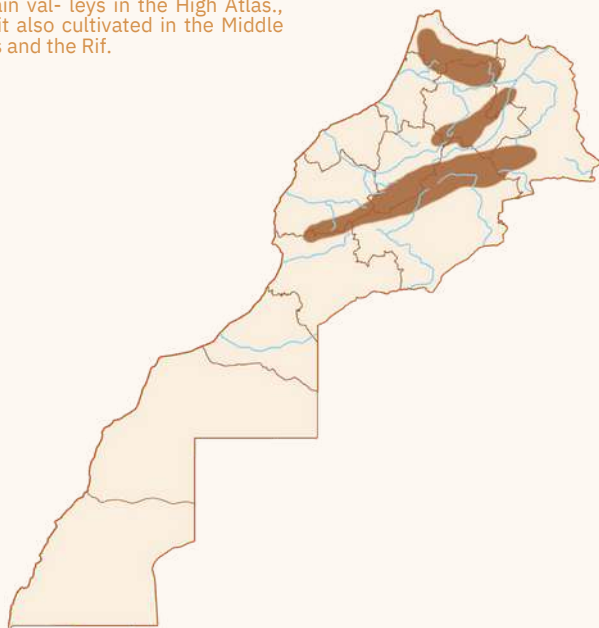 ain val- leys in the High Atlas.,
it also cultivated in the Middle
s and the Rif.